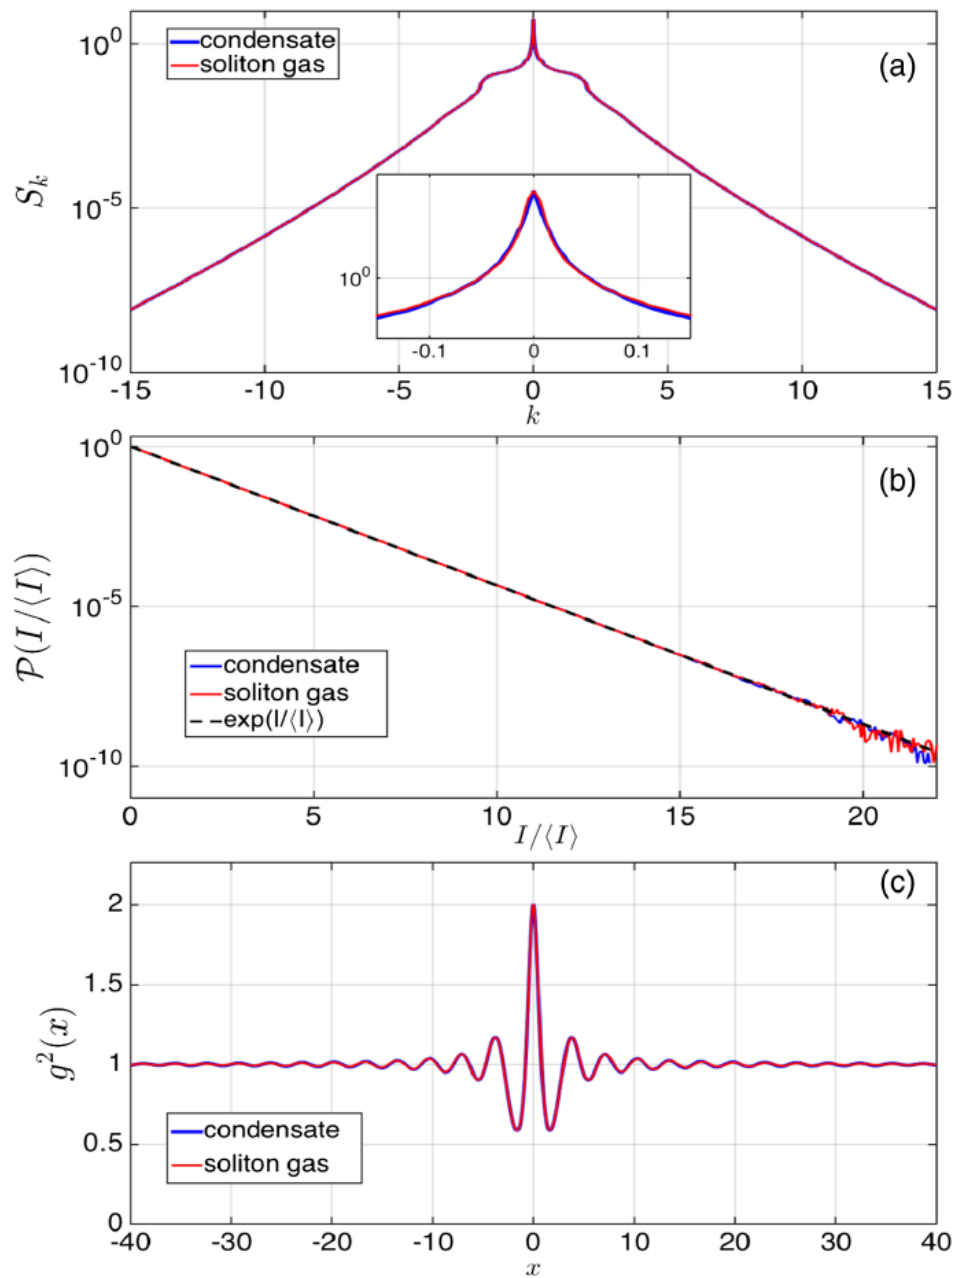 condensate
soliton gas
(a)
10^0
10^-5
10^-10
S_k
10^0
-0.1 0 0.1
-15 -10 -5 0 5 10 15
k
(b)
10^0
10^-5
10^-10
𝒫(I/⟨I⟩)
condensate
soliton gas
exp(I/⟨I⟩)
0 5 10 15 20
I/⟨I⟩
(c)
2
1.5
1
0.5
0
g^2(x)
condensate
soliton gas
-40 -30 -20 -10 0 10 20 30 40
x